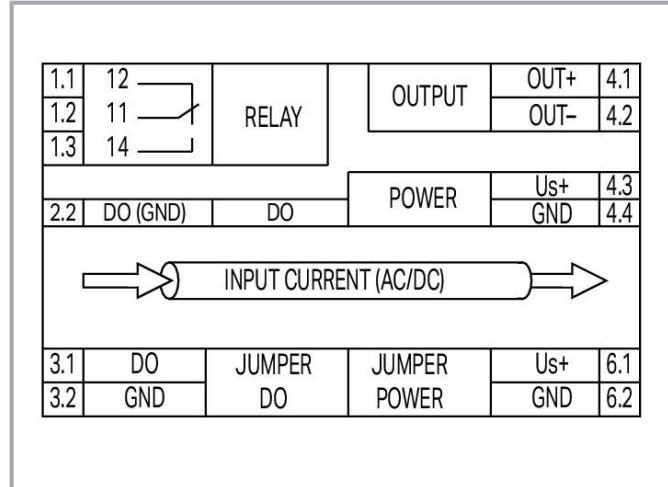 1.1 12 RELAY OUTPUT OUT+ 4.1
1.2 11 OUT– 4.2
1.3 14
POWER Us+ 4.3
2.2 DO (GND) DO GND 4.4
INPUT CURRENT (AC/DC)
3.1 DO JUMPER JUMPER Us+ 6.1
3.2 GND DO POWER GND 6.2